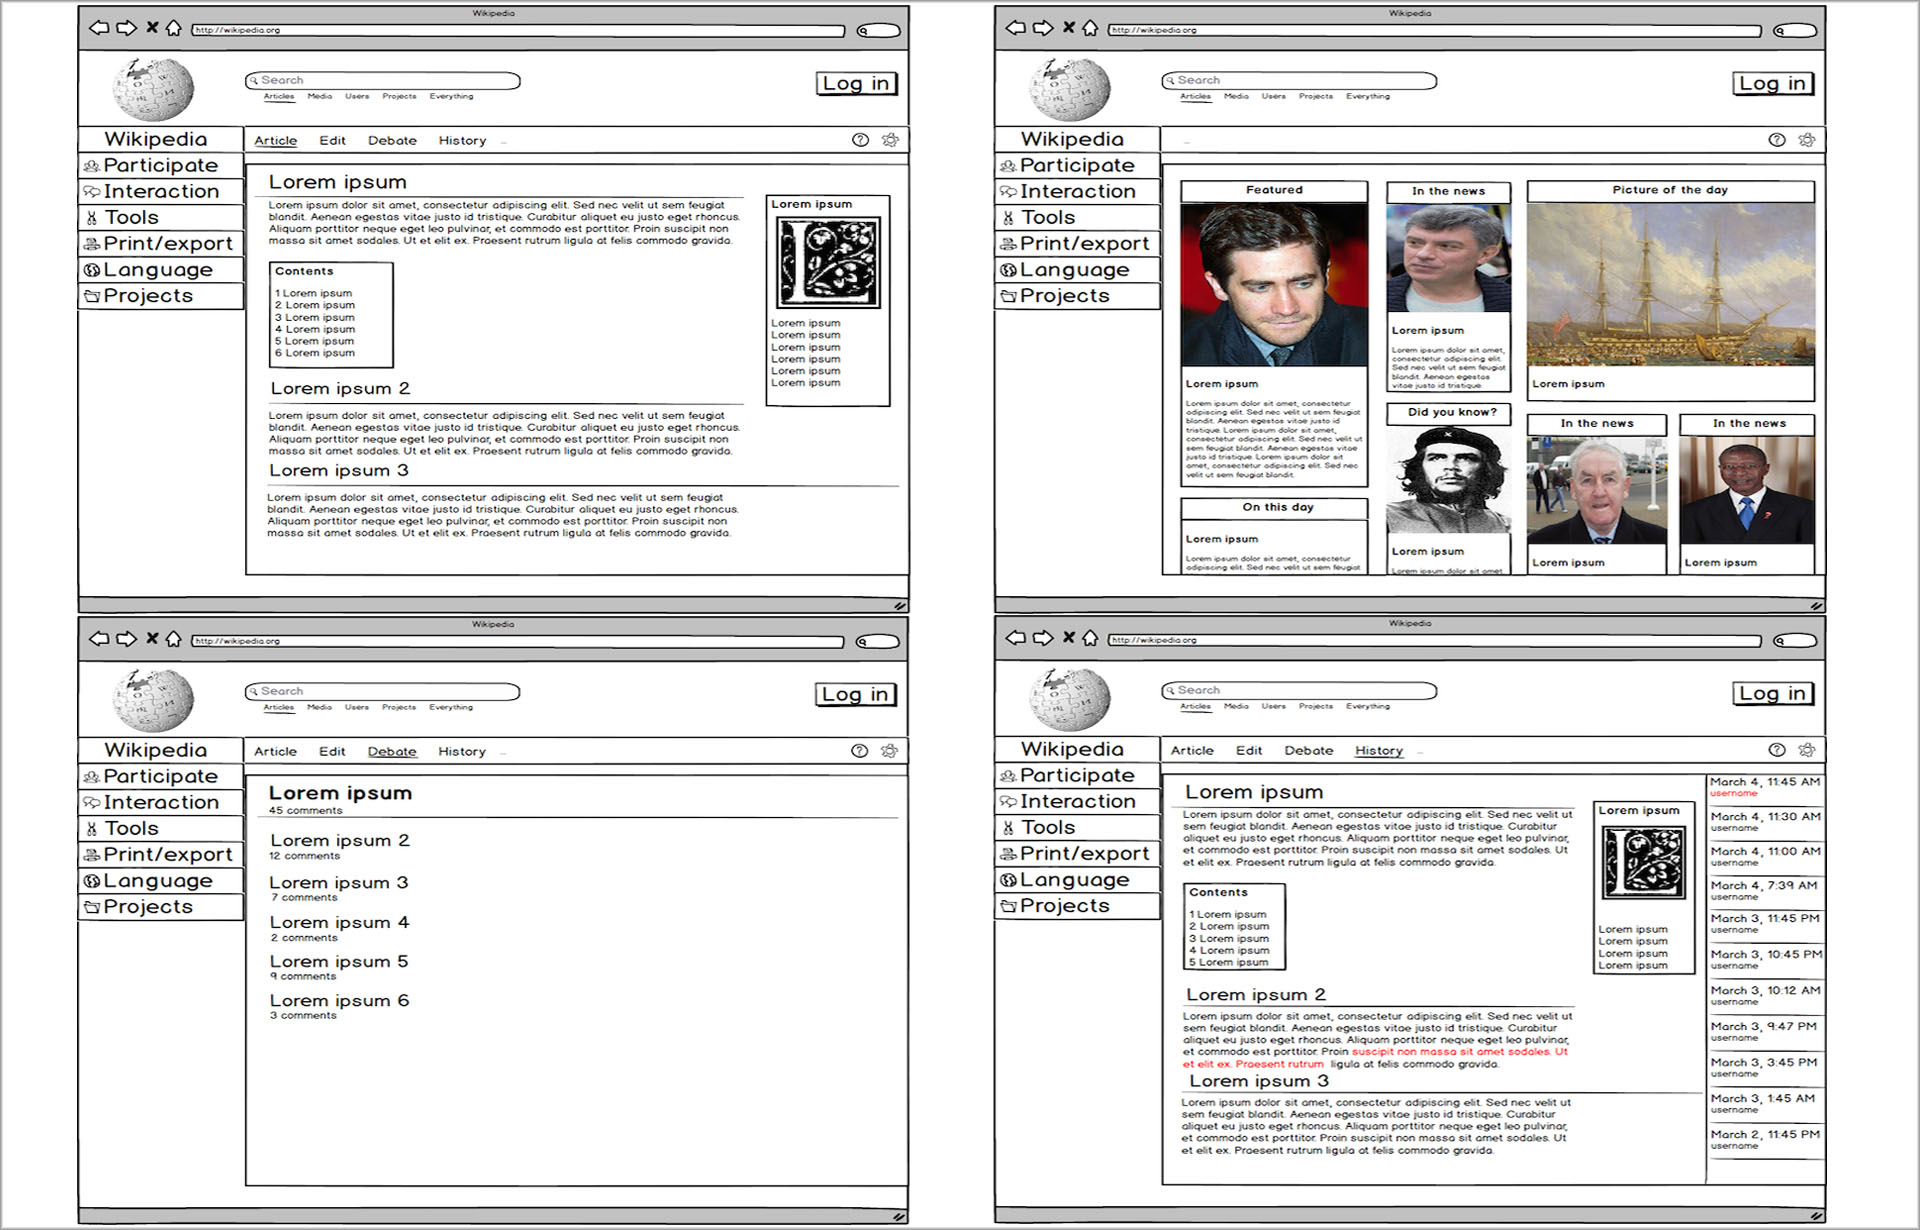 Wikipedia
http://wikipedia.org
Search
Articles Media Users Projects Everything
Log in
Wikipedia
Participate
Interaction
Tools
Print/export
Language
Projects
Article Edit Debate History ...
Lorem ipsum
Lorem ipsum dolor sit amet, consectetur adipiscing elit. Sed nec velit ut sem feugiat
blandit. Aenean egestas vitae justo id tristique. Curabitur aliquet eu justo eget rhoncus.
Aliquam porttitor neque eget leo pulvinar, et commodo est porttitor. Proin suscipit non
massa sit amet sodales. Ut et elit ex. Praesent rutrum ligula at felis commodo gravida.
Contents
1 Lorem ipsum
2 Lorem ipsum
3 Lorem ipsum
4 Lorem ipsum
5 Lorem ipsum
6 Lorem ipsum
Lorem ipsum 2
Lorem ipsum dolor sit amet, consectetur adipiscing elit. Sed nec velit ut sem feugiat
blandit. Aenean egestas vitae justo id tristique. Curabitur aliquet eu justo eget rhoncus.
Aliquam porttitor neque eget leo pulvinar, et commodo est porttitor. Proin suscipit non
massa sit amet sodales. Ut et elit ex. Praesent rutrum ligula at felis commodo gravida.
Lorem ipsum 3
Lorem ipsum dolor sit amet, consectetur adipiscing elit. Sed nec velit ut sem feugiat
blandit. Aenean egestas vitae justo id tristique. Curabitur aliquet eu justo eget rhoncus.
Aliquam porttitor neque eget leo pulvinar, et commodo est porttitor. Proin suscipit non
massa sit amet sodales. Ut et elit ex. Praesent rutrum ligula at felis commodo gravida.
Lorem ipsum
L
Lorem ipsum
Lorem ipsum
Lorem ipsum
Lorem ipsum
Lorem ipsum
Lorem ipsum
Wikipedia
http://wikipedia.org
Search
Articles Media Users Projects Everything
Log in
Wikipedia
Participate
Interaction
Tools
Print/export
Language
Projects
...
Featured
Lorem ipsum
Lorem ipsum dolor sit amet, consectetur
adipiscing elit. Sed nec velit ut sem feugiat
blandit. Aenean egestas vitae justo id
tristique. Lorem ipsum dolor sit amet,
consectetur adipiscing elit. Sed nec velit ut
sem feugiat blandit. Aenean egestas vitae
justo id tristique. Lorem ipsum dolor sit
amet, consectetur adipiscing elit. Sed nec
velit ut sem feugiat blandit.
On this day
Lorem ipsum
Lorem ipsum dolor sit amet, consectetur
adipiscing elit. Sed nec velit ut sem feugiat
In the news
Lorem ipsum
Lorem ipsum dolor sit amet,
consectetur adipiscing elit.
Sed nec velit ut sem feugiat
blandit. Aenean egestas
vitae justo id tristique.
Did you know?
Lorem ipsum
Lorem ipsum dolor sit amet
Picture of the day
Lorem ipsum
In the news
Lorem ipsum
In the news
Lorem ipsum
Wikipedia
http://wikipedia.org
Search
Articles Media Users Projects Everything
Log in
Wikipedia
Participate
Interaction
Tools
Print/export
Language
Projects
Article Edit Debate History ...
Lorem ipsum
45 comments
Lorem ipsum 2
12 comments
Lorem ipsum 3
7 comments
Lorem ipsum 4
2 comments
Lorem ipsum 5
9 comments
Lorem ipsum 6
3 comments
Wikipedia
http://wikipedia.org
Search
Articles Media Users Projects Everything
Log in
Wikipedia
Participate
Interaction
Tools
Print/export
Language
Projects
Article Edit Debate History ...
Lorem ipsum
Lorem ipsum dolor sit amet, consectetur adipiscing elit. Sed nec velit ut
sem feugiat blandit. Aenean egestas vitae justo id tristique. Curabitur
aliquet eu justo eget rhoncus. Aliquam porttitor neque eget leo pulvinar,
et commodo est porttitor. Proin suscipit non massa sit amet sodales. Ut
et elit ex. Praesent rutrum ligula at felis commodo gravida.
Contents
1 Lorem ipsum
2 Lorem ipsum
3 Lorem ipsum
4 Lorem ipsum
5 Lorem ipsum
Lorem ipsum 2
Lorem ipsum dolor sit amet, consectetur adipiscing elit. Sed nec velit ut
sem feugiat blandit. Aenean egestas vitae justo id tristique. Curabitur
aliquet eu justo eget rhoncus. Aliquam porttitor neque eget leo pulvinar,
et commodo est porttitor. Proin suscipit non massa sit amet sodales. Ut
et elit ex. Praesent rutrum ligula at felis commodo gravida.
Lorem ipsum 3
Lorem ipsum dolor sit amet, consectetur adipiscing elit. Sed nec velit ut
sem feugiat blandit. Aenean egestas vitae justo id tristique. Curabitur
aliquet eu justo eget rhoncus. Aliquam porttitor neque eget leo pulvinar,
et commodo est porttitor. Proin suscipit non massa sit amet sodales. Ut
et elit ex. Praesent rutrum ligula at felis commodo gravida.
Lorem ipsum
L
Lorem ipsum
Lorem ipsum
Lorem ipsum
Lorem ipsum
March 4, 11:45 AM
username
March 4, 11:30 AM
username
March 4, 11:00 AM
username
March 4, 7:39 AM
username
March 3, 11:45 PM
username
March 3, 10:45 PM
username
March 3, 10:12 AM
username
March 3, 9:47 PM
username
March 3, 3:45 PM
username
March 3, 1:45 AM
username
March 2, 11:45 PM
username